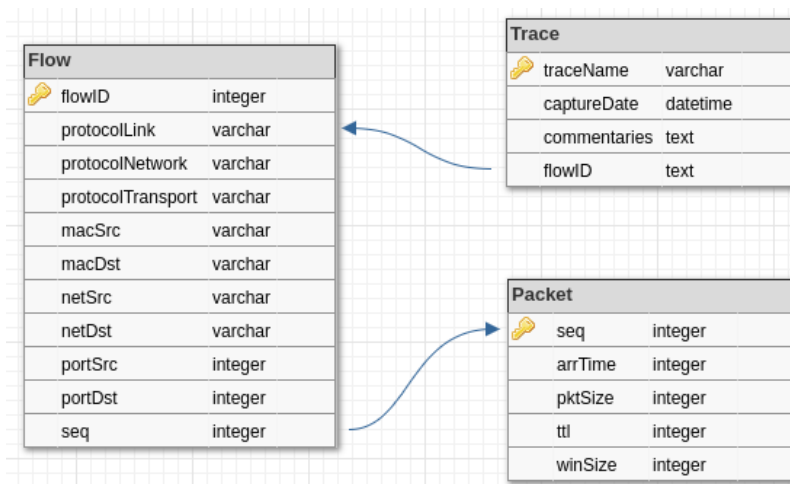 Flow
flowID integer
protocolLink varchar
protocolNetwork varchar
protocolTransport varchar
macSrc varchar
macDst varchar
netSrc varchar
netDst varchar
portSrc integer
portDst integer
seq integer
Trace
traceName varchar
captureDate datetime
commentaries text
flowID text
Packet
seq integer
arrTime integer
pktSize integer
ttl integer
winSize integer